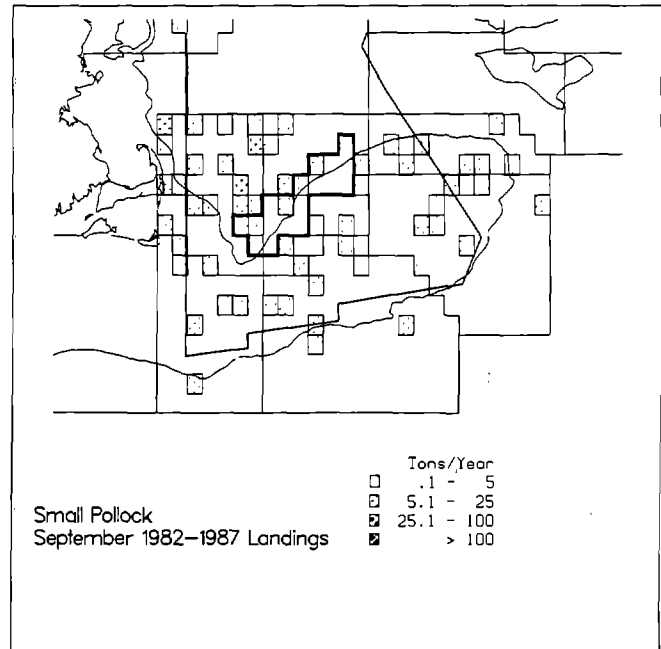 Tons/Year
.1 - 5
5.1 - 25
25.1 - 100
> 100
Small Pollock
September 1982-1987 Landings